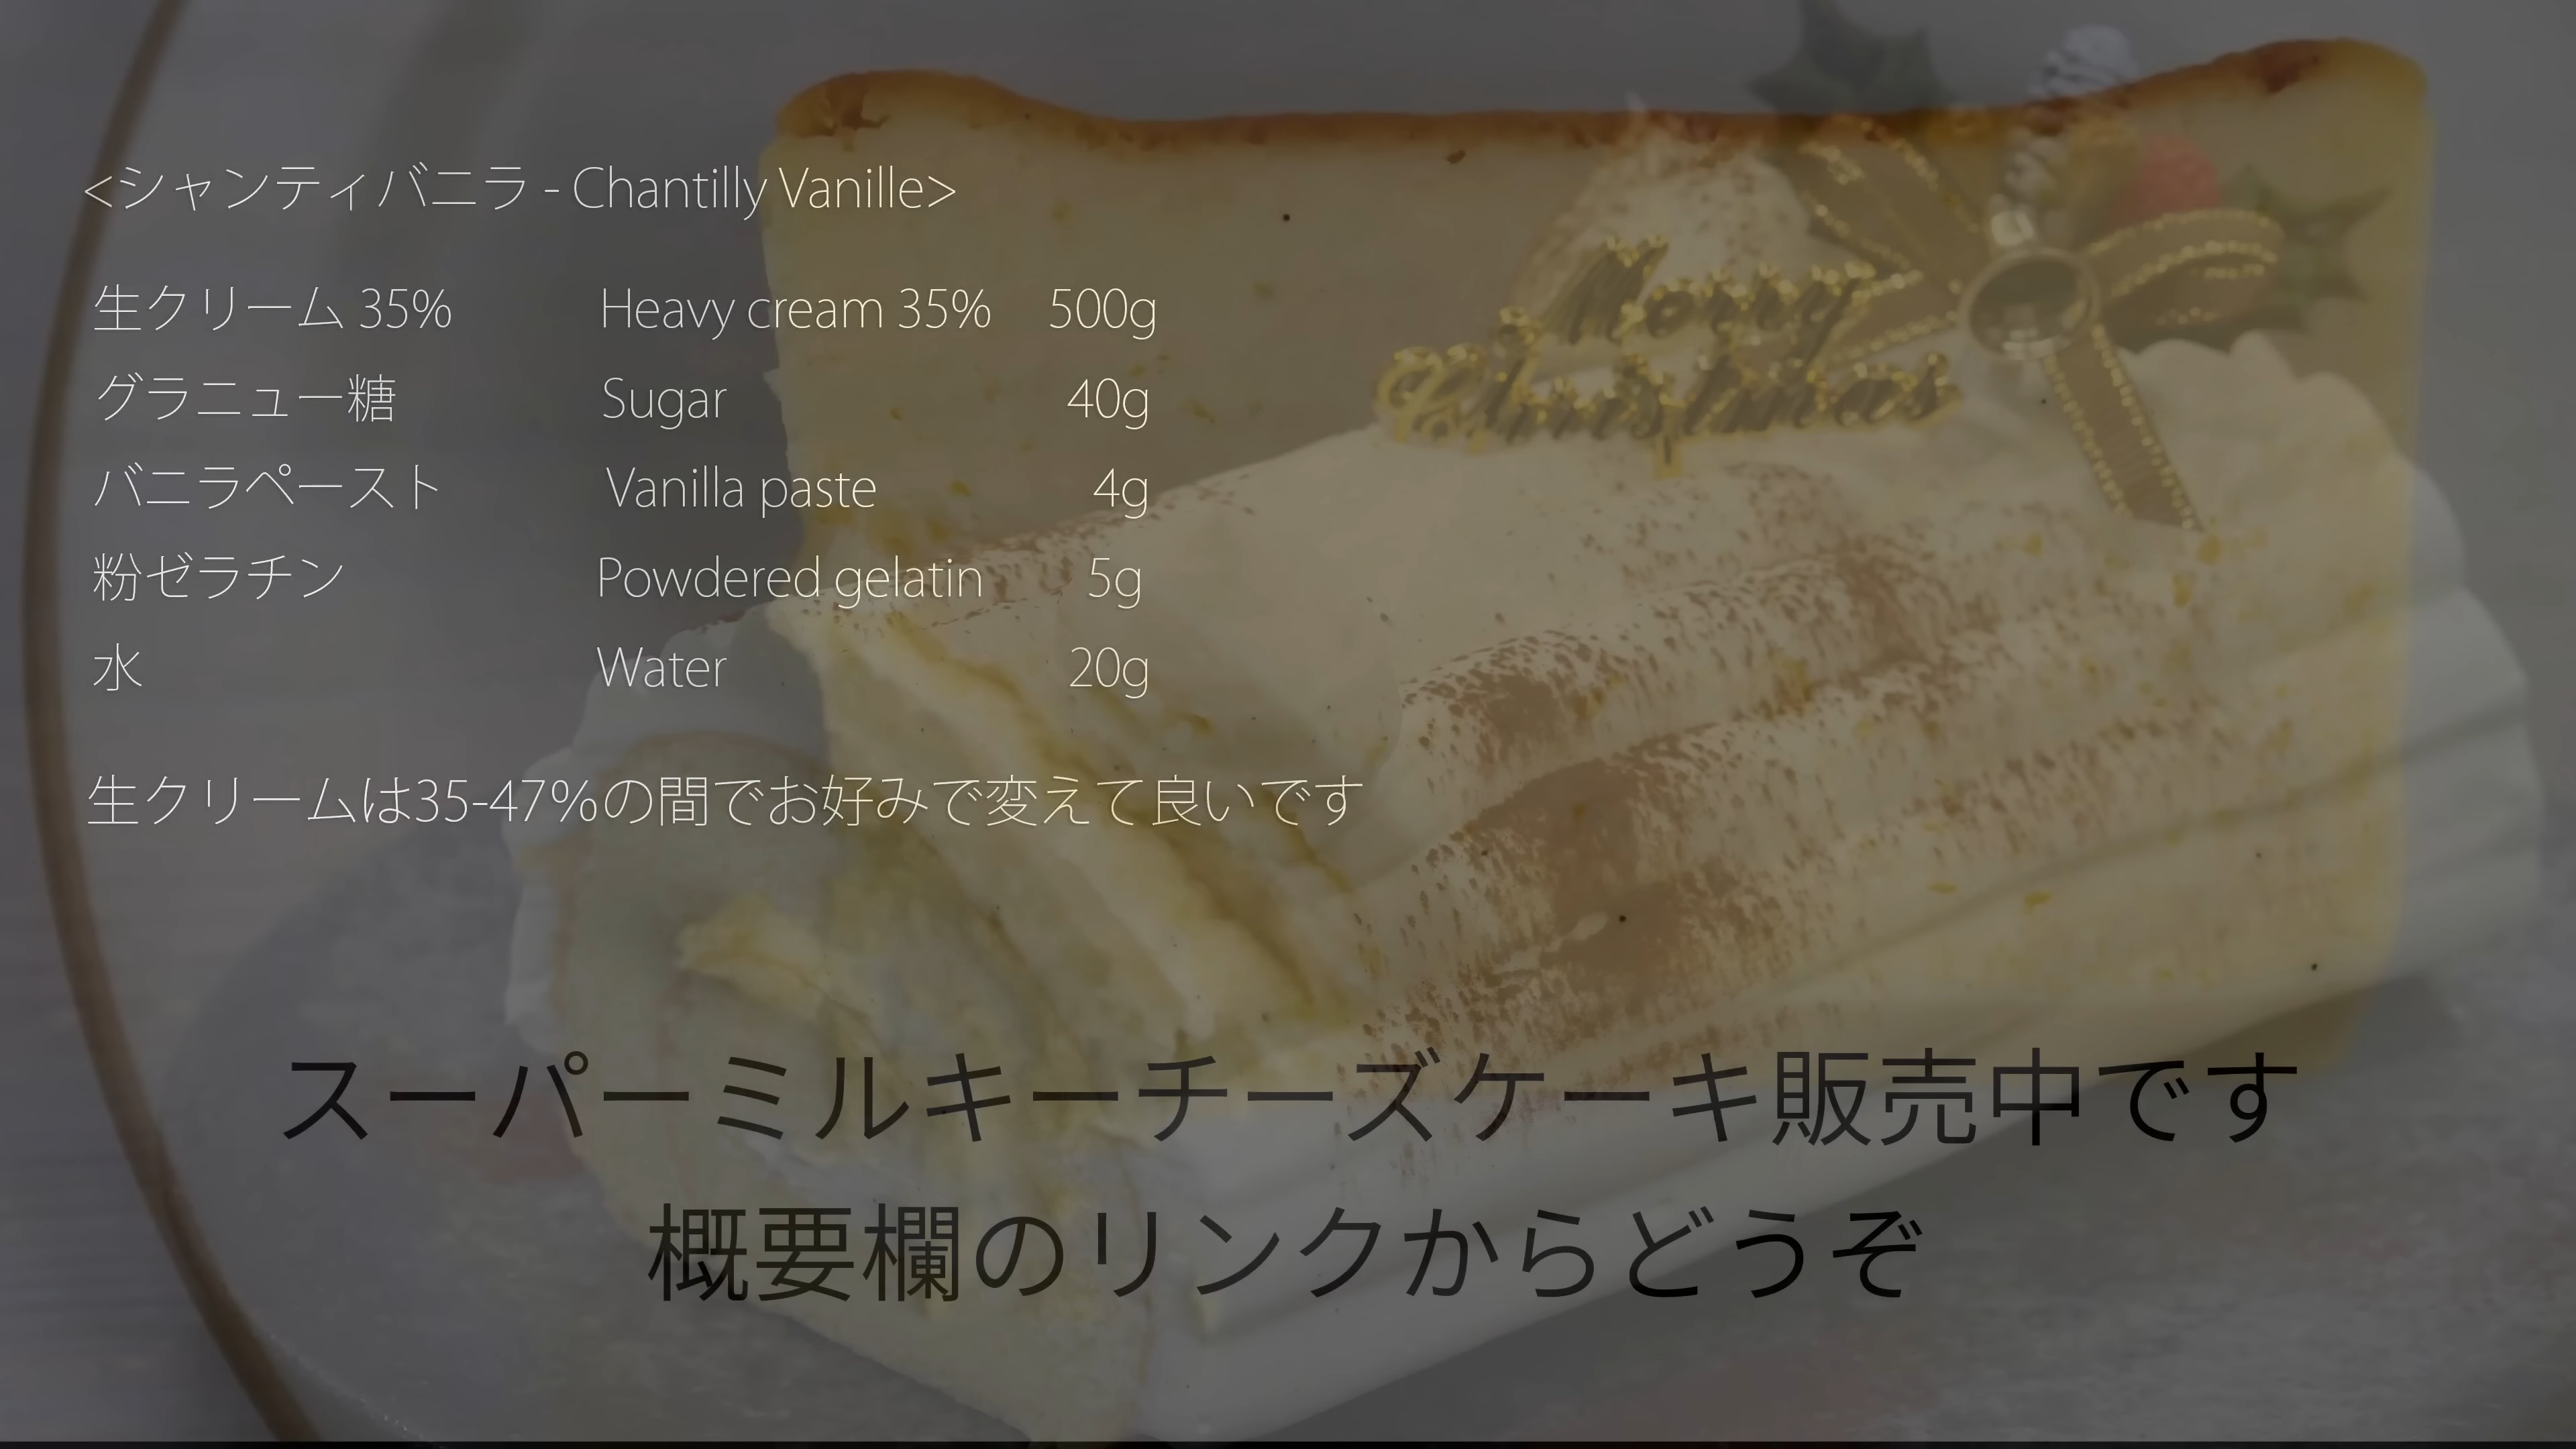 <シャンティバニラ - Chantilly Vanille>
生クリーム 35% Heavy cream 35% 500g
グラニュー糖 Sugar 40g
バニラペースト Vanilla paste 4g
粉ゼラチン Powdered gelatin 5g
水 Water 20g
生クリームは35-47%の間でお好みで変えて良いです
Merry
Christmas
スーパーミルキーチーズケーキ販売中です
概要欄のリンクからどうぞ